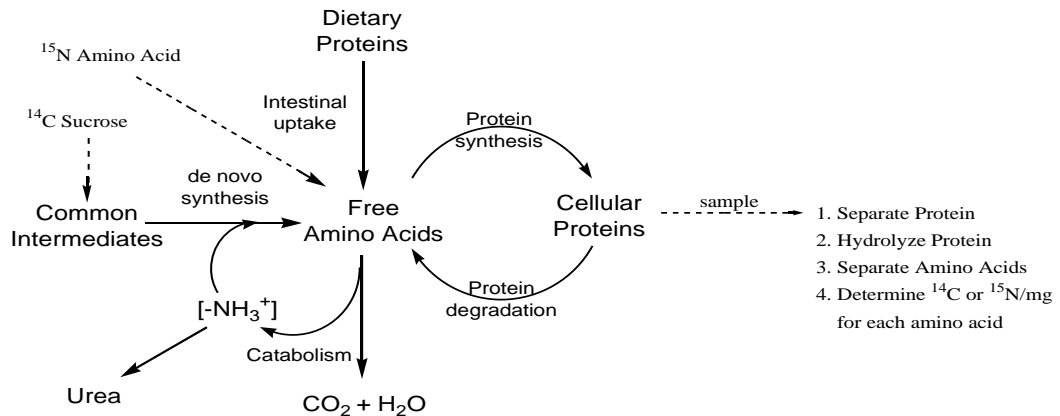 Dietary
Proteins
¹⁵N Amino Acid
Intestinal
uptake
¹⁴C Sucrose
Protein
synthesis
de novo
synthesis
Common
Intermediates
Free
Amino Acids
Cellular
Proteins
sample
1. Separate Protein
2. Hydrolyze Protein
3. Separate Amino Acids
4. Determine ¹⁴C or ¹⁵N/mg
for each amino acid
Protein
degradation
[-NH₃⁺]
Catabolism
Urea
CO₂ + H₂O